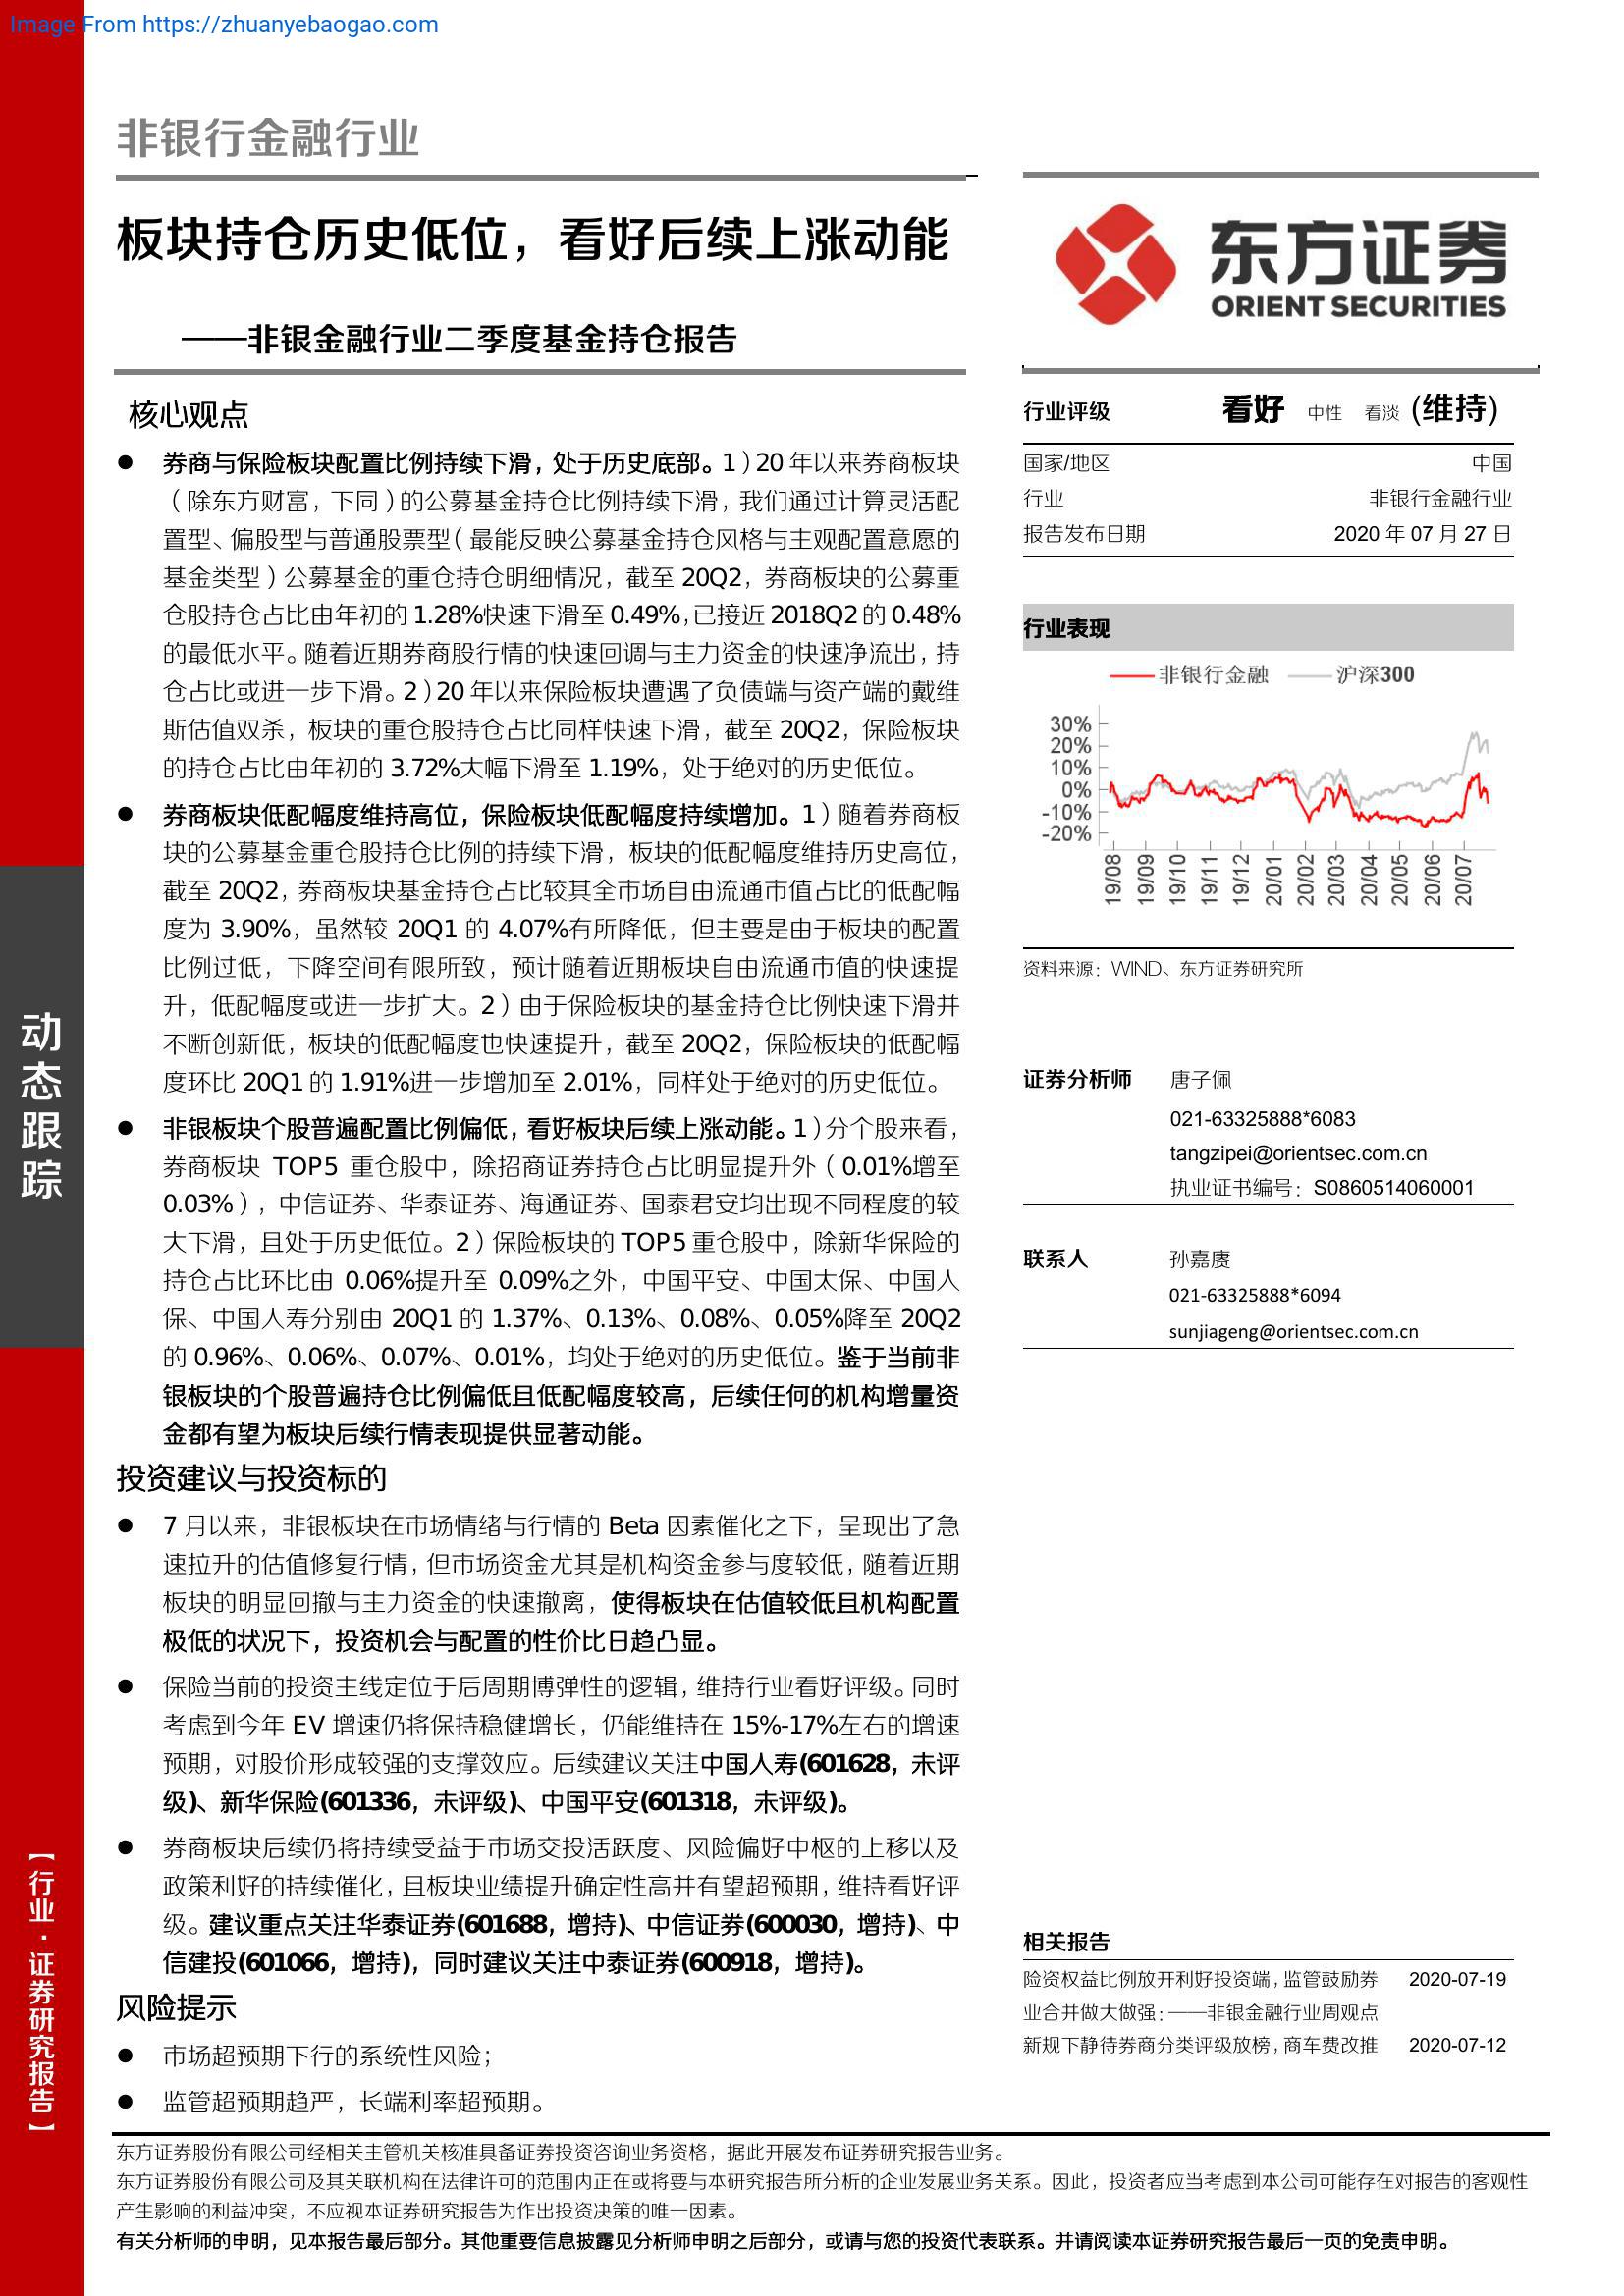 Image From https://zhuanyebaogao.com
非银行金融行业
板块持仓历史低位，看好后续上涨动能
——非银金融行业二季度基金持仓报告
核心观点
● 券商与保险板块配置比例持续下滑，处于历史底部。1）20 年以来券商板块
（除东方财富，下同）的公募基金持仓比例持续下滑，我们通过计算灵活配
置型、偏股型与普通股票型（最能反映公募基金持仓风格与主观配置意愿的
基金类型）公募基金的重仓持仓明细情况，截至 20Q2，券商板块的公募重
仓股持仓占比由年初的 1.28%快速下滑至 0.49%，已接近 2018Q2 的 0.48%
的最低水平。随着近期券商股行情的快速回调与主力资金的快速净流出，持
仓占比或进一步下滑。2）20 年以来保险板块遭遇了负债端与资产端的戴维
斯估值双杀，板块的重仓股持仓占比同样快速下滑，截至 20Q2，保险板块
的持仓占比由年初的 3.72%大幅下滑至 1.19%，处于绝对的历史低位。
● 券商板块低配幅度维持高位，保险板块低配幅度持续增加。1）随着券商板
块的公募基金重仓股持仓比例的持续下滑，板块的低配幅度维持历史高位，
截至 20Q2，券商板块基金持仓占比较其全市场自由流通市值占比的低配幅
度为 3.90%，虽然较 20Q1 的 4.07%有所降低，但主要是由于板块的配置
比例过低，下降空间有限所致，预计随着近期板块自由流通市值的快速提
升，低配幅度或进一步扩大。2）由于保险板块的基金持仓比例快速下滑并
不断创新低，板块的低配幅度也快速提升，截至 20Q2，保险板块的低配幅
度环比 20Q1 的 1.91%进一步增加至 2.01%，同样处于绝对的历史低位。
● 非银板块个股普遍配置比例偏低，看好板块后续上涨动能。1）分个股来看，
券商板块 TOP5 重仓股中，除招商证券持仓占比明显提升外（0.01%增至
0.03%），中信证券、华泰证券、海通证券、国泰君安均出现不同程度的较
大下滑，且处于历史低位。2）保险板块的 TOP5 重仓股中，除新华保险的
持仓占比环比由 0.06%提升至 0.09%之外，中国平安、中国太保、中国人
保、中国人寿分别由 20Q1 的 1.37%、0.13%、0.08%、0.05%降至 20Q2
的 0.96%、0.06%、0.07%、0.01%，均处于绝对的历史低位。鉴于当前非
银板块的个股普遍持仓比例偏低且低配幅度较高，后续任何的机构增量资
金都有望为板块后续行情表现提供显著动能。
投资建议与投资标的
● 7 月以来，非银板块在市场情绪与行情的 Beta 因素催化之下，呈现出了急
速拉升的估值修复行情，但市场资金尤其是机构资金参与度较低，随着近期
板块的明显回撤与主力资金的快速撤离，使得板块在估值较低且机构配置
极低的状况下，投资机会与配置的性价比日趋凸显。
● 保险当前的投资主线定位于后周期博弹性的逻辑，维持行业看好评级。同时
考虑到今年 EV 增速仍将保持稳健增长，仍能维持在 15%-17%左右的增速
预期，对股价形成较强的支撑效应。后续建议关注中国人寿(601628，未评
级)、新华保险(601336，未评级)、中国平安(601318，未评级)。
● 券商板块后续仍将持续受益于市场交投活跃度、风险偏好中枢的上移以及
政策利好的持续催化，且板块业绩提升确定性高并有望超预期，维持看好评
级。建议重点关注华泰证券(601688，增持)、中信证券(600030，增持)、中
信建投(601066，增持)，同时建议关注中泰证券(600918，增持)。
风险提示
● 市场超预期下行的系统性风险；
● 监管超预期趋严，长端利率超预期。
东方证券
ORIENT SECURITIES
行业评级 看好 中性 看淡 (维持)
国家/地区 中国
行业 非银行金融行业
报告发布日期 2020 年 07 月 27 日
行业表现
非银行金融 沪深300
30%
20%
10%
0%
-10%
-20%
19/08 19/09 19/10 19/11 19/12 20/01 20/02 20/03 20/04 20/05 20/06 20/07
资料来源：WIND、东方证券研究所
证券分析师 唐子佩
021-63325888*6083
tangzipei@orientsec.com.cn
执业证书编号：S0860514060001
联系人 孙嘉赓
021-63325888*6094
sunjiageng@orientsec.com.cn
相关报告
险资权益比例放开利好投资端，监管鼓励券 2020-07-19
业合并做大做强：——非银金融行业周观点
新规下静待券商分类评级放榜，商车费改推 2020-07-12
动态跟踪
【行业·证券研究报告】
东方证券股份有限公司经相关主管机关核准具备证券投资咨询业务资格，据此开展发布证券研究报告业务。
东方证券股份有限公司及其关联机构在法律许可的范围内正在或将要与本研究报告所分析的企业发展业务关系。因此，投资者应当考虑到本公司可能存在对报告的客观性
产生影响的利益冲突，不应视本证券研究报告为作出投资决策的唯一因素。
有关分析师的申明，见本报告最后部分。其他重要信息披露见分析师申明之后部分，或请与您的投资代表联系。并请阅读本证券研究报告最后一页的免责申明。